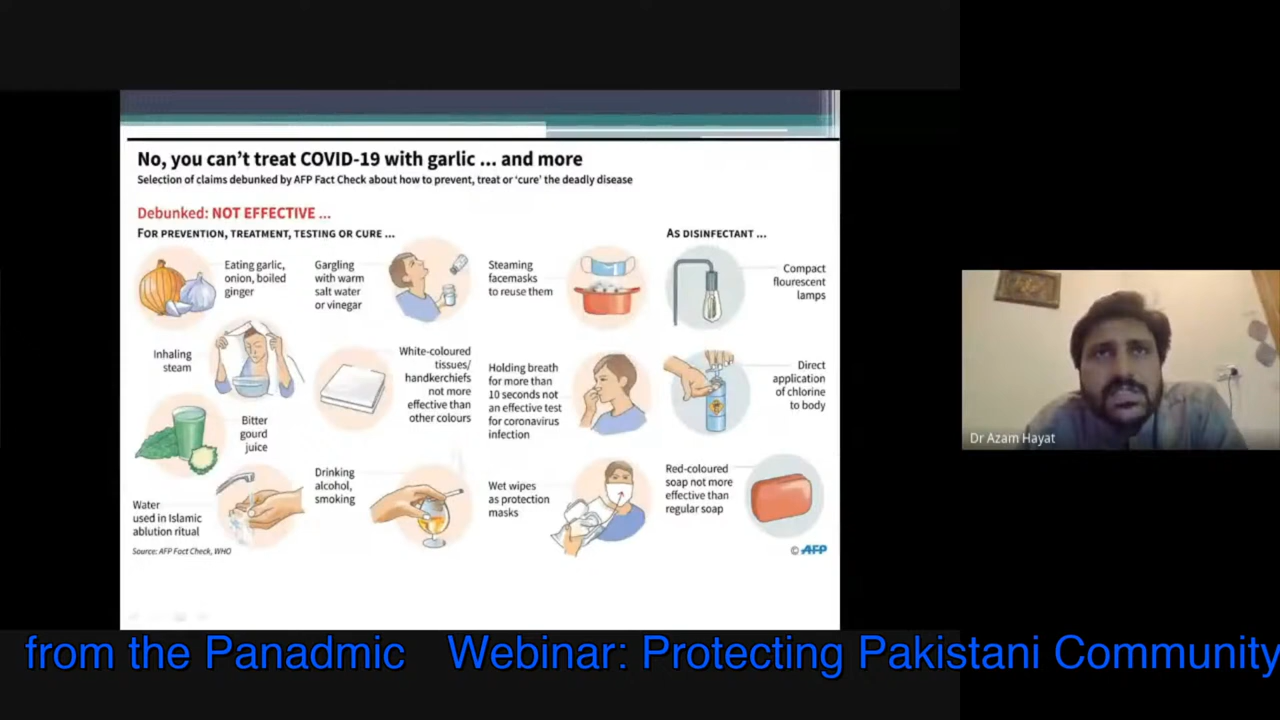 No, you can't treat COVID-19 with garlic ... and more
Selection of claims debunked by AFP Fact Check about how to prevent, treat or 'cure' the deadly disease
Debunked: NOT EFFECTIVE ...
FOR PREVENTION, TREATMENT, TESTING OR CURE ...
Eating garlic,
onion, boiled
ginger
Gargling
with warm
salt water
or vinegar
Steaming
facemasks
to reuse them
Inhaling
steam
White-coloured
tissues/
handkerchiefs
not more
effective than
other colours
Holding breath
for more than
10 seconds not
an effective test
for coronavirus
infection
Bitter
gourd
juice
Water
used in Islamic
ablution ritual
Drinking
alcohol,
smoking
Wet wipes
as protection
masks
AS DISINFECTANT ...
Compact
flourescent
lamps
Direct
application
of chlorine
to body
Red-coloured
soap not more
effective than
regular soap
Source: AFP Fact Check, WHO
© AFP
Dr Azam Hayat
from the Panadmic Webinar: Protecting Pakistani Community